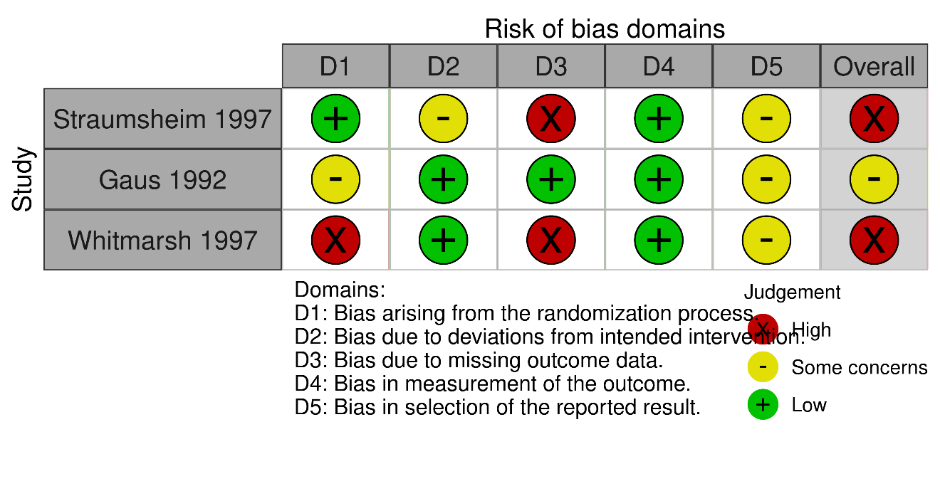 Risk of bias domains
D1 D2 D3 D4 D5 Overall
Study
Straumsheim 1997 + - X + - X
Gaus 1992 - + + + - -
Whitmarsh 1997 X + X + - X
Domains:
D1: Bias arising from the randomization process.
D2: Bias due to deviations from intended intervention.
D3: Bias due to missing outcome data.
D4: Bias in measurement of the outcome.
D5: Bias in selection of the reported result.
Judgement
X High
- Some concerns
+ Low